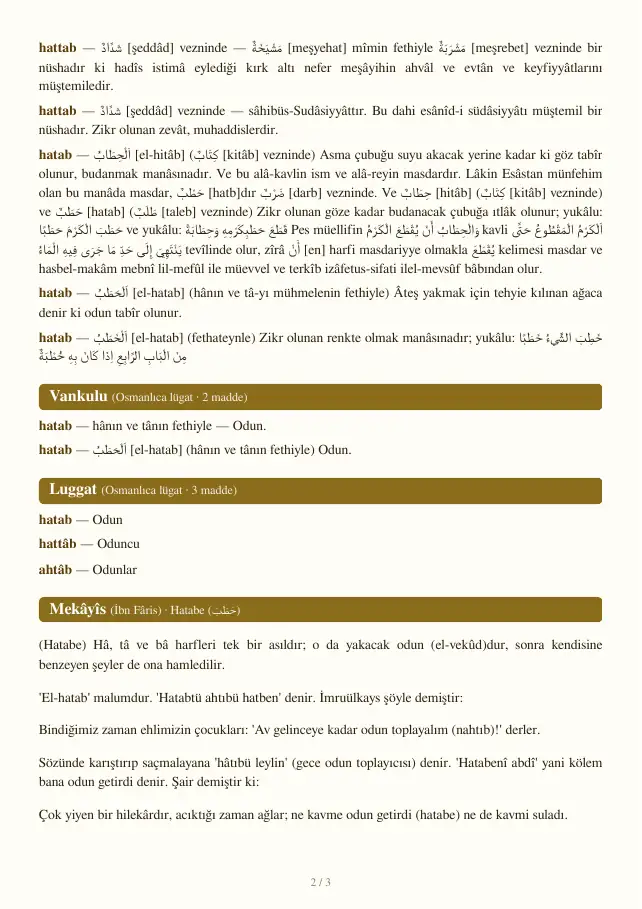 hattab — شَدَّادٌ [şeddâd] vezninde — مَشْيَخَةٌ [meşyehat] mîmin fethiyle مَشْرَبَةٌ [meşrebet] vezninde bir
nüshadır ki hadîs istimâ eylediği kırk altı nefer meşâyihin ahvâl ve evtân ve keyfiyyâtlarını
müştemiledir.
hattab — شَدَّادٌ [şeddâd] vezninde — sâhibüs-Sudâsiyyâttır. Bu dahi esânîd-i südâsiyyâtı müştemil bir
nüshadır. Zikr olunan zevât, muhaddislerdir.
hatab — اَلْحِطَابُ [el-hitâb] (كِتَابٌ [kitâb] vezninde) Asma çubuğu suyu akacak yerine kadar ki göz tabîr
olunur, budanmak manâsınadır. Ve bu alâ-kavlin ism ve alâ-reyin masdardır. Lâkin Esâstan münfehim
olan bu manâda masdar, حَطْبٌ [hatb]dır ضَرْبٌ [darb] vezninde. Ve حِطَابٌ [hitâb] (كِتَابٌ [kitâb] vezninde)
ve حَطَبٌ [hatab] (طَلَبٌ [taleb] vezninde) Zikr olunan göze kadar budanacak çubuğa ıtlâk olunur; yukâlu:
حَطَبَ الْكَرْمَ حَطْبًا ve yukâlu: قَطَعَ حَطَبَكَرْمِهِ وَحِطَابَهُ Pes müellifin وَالْحِطَابُ أَنْ يُقْطَعَ الْكَرْمُ kavli اَلْكَرْمُ الْمَقْطُوعُ حَتَّى
يَنْتَهِيَ إِلَى حَدِّ مَا جَرَى فِيهِ الْمَاءُ tevîlinde olur, zîrâ أَنْ [en] harfi masdariyye olmakla يُقْطَعَ kelimesi masdar ve
hasbel-makâm mebnî lil-mefûl ile müevvel ve terkîb izâfetus-sifati ilel-mevsûf bâbından olur.
hatab — اَلْحَطَبُ [el-hatab] (hânın ve tâ-yı mühmelenin fethiyle) Âteş yakmak için tehyie kılınan ağaca
denir ki odun tabîr olunur.
hatab — اَلْحَطَبُ [el-hatab] (fethateynle) Zikr olunan renkte olmak manâsınadır; yukâlu: حَطِبَ الشَّيْءُ حَطَبًا
مِنَ الْبَابِ الرَّابِعِ إِذَا كَانَ بِهِ حُطْبَةٌ
Vankulu (Osmanlıca lügat · 2 madde)
hatab — hânın ve tânın fethiyle — Odun.
hatab — اَلْحَطَبُ [el-hatab] (hânın ve tânın fethiyle) Odun.
Luggat (Osmanlıca lügat · 3 madde)
hatab — Odun
hattâb — Oduncu
ahtâb — Odunlar
Mekâyîs (İbn Fâris) · Hatabe (حَطَبَ)
(Hatabe) Hâ, tâ ve bâ harfleri tek bir asıldır; o da yakacak odun (el-vekûd)dur, sonra kendisine
benzeyen şeyler de ona hamledilir.
'El-hatab' malumdur. 'Hatabtü ahtıbü hatben' denir. İmruülkays şöyle demiştir:
Bindiğimiz zaman ehlimizin çocukları: 'Av gelinceye kadar odun toplayalım (nahtıb)!' derler.
Sözünde karıştırıp saçmalayana 'hâtıbü leylin' (gece odun toplayıcısı) denir. 'Hatabenî abdî' yani kölem
bana odun getirdi denir. Şair demiştir ki:
Çok yiyen bir hilekârdır, acıktığı zaman ağlar; ne kavme odun getirdi (hatabe) ne de kavmi suladı.
2 / 3